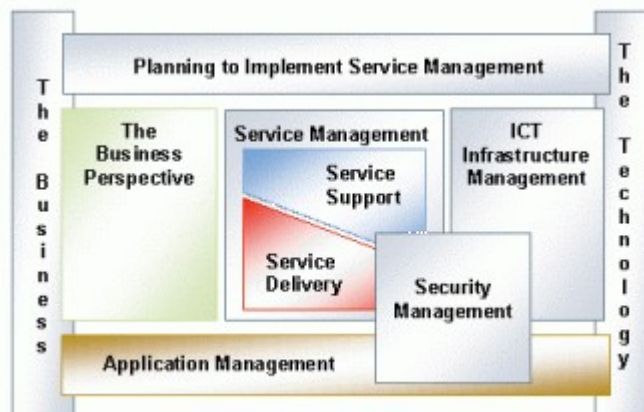 The Business
Planning to Implement Service Management
The Technology
The
Business
Perspective
Service Management
Service
Support
Service
Delivery
ICT
Infrastructure
Management
Security
Management
Application Management